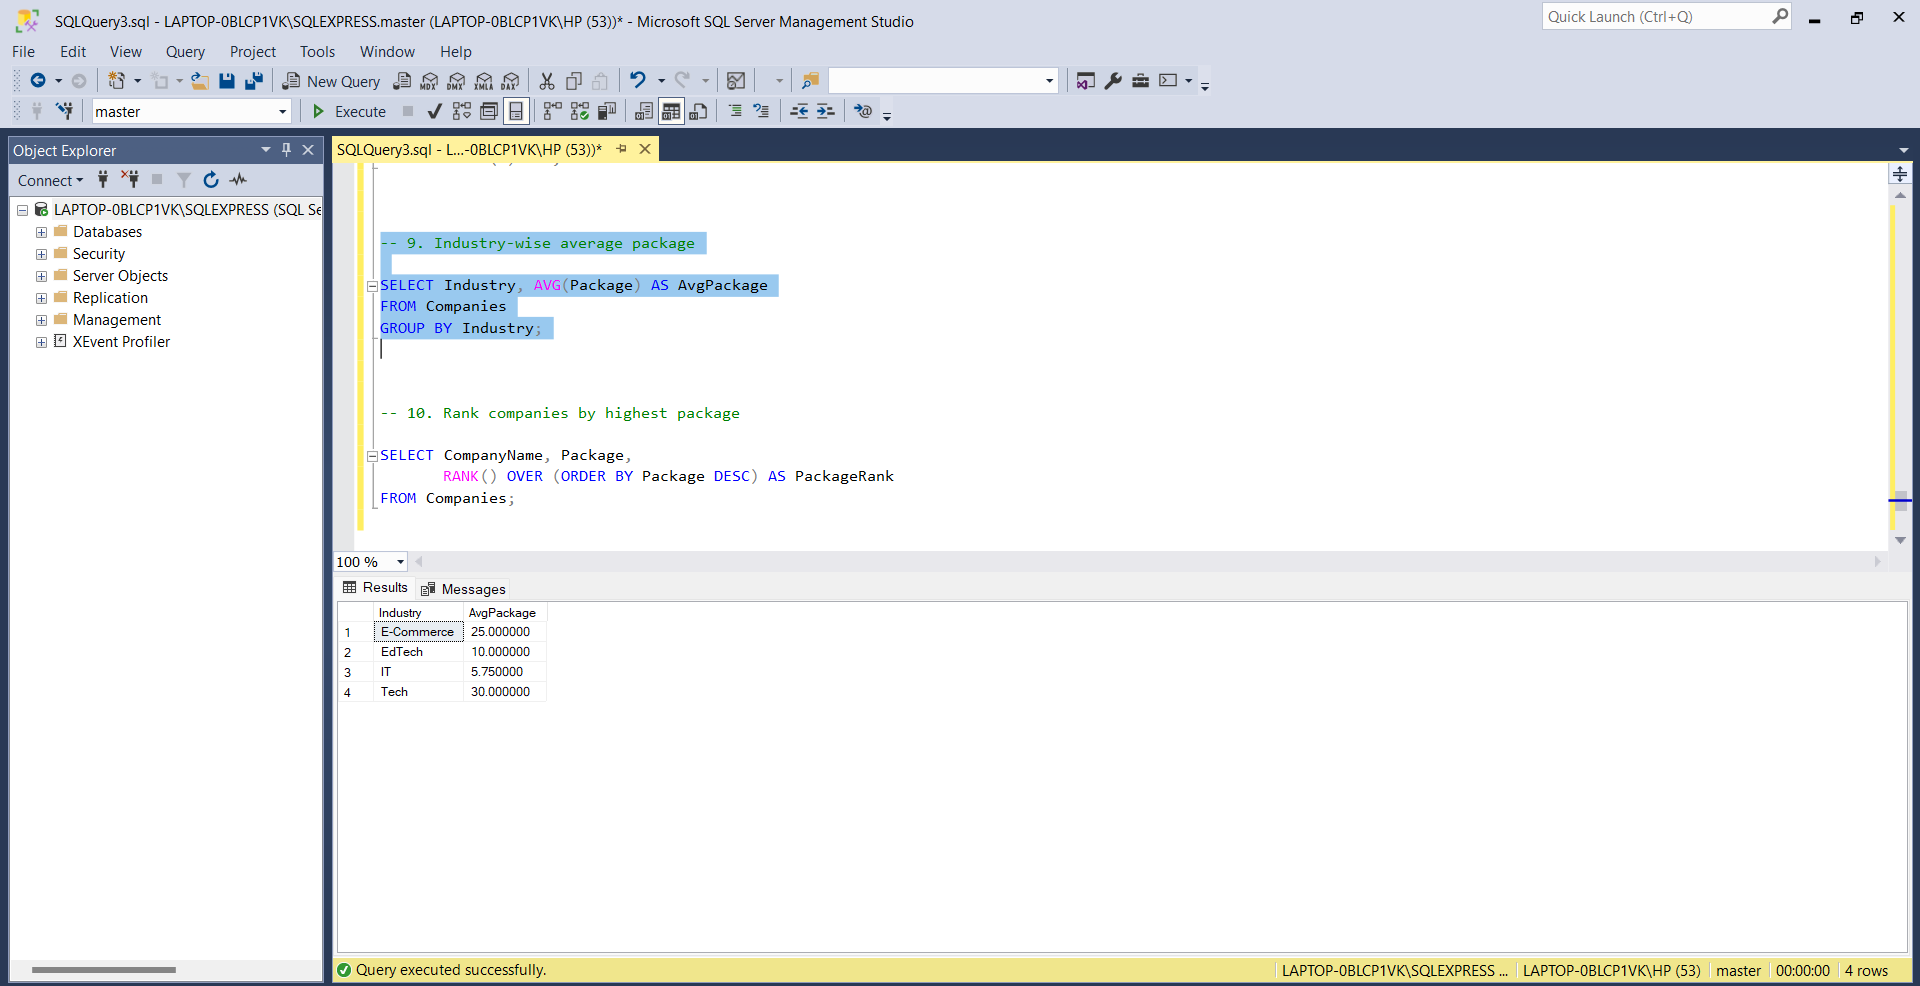 SQLQuery3.sql - LAPTOP-0BLCP1VK\SQLEXPRESS.master (LAPTOP-0BLCP1VK\HP (53))* - Microsoft SQL Server Management Studio
Quick Launch (Ctrl+Q)
File Edit View Query Project Tools Window Help
New Query MDX DMX XMLA DAX
master Execute
Object Explorer
Connect
LAPTOP-0BLCP1VK\SQLEXPRESS (SQL Se
Databases
Security
Server Objects
Replication
Management
XEvent Profiler
SQLQuery3.sql - L...-0BLCP1VK\HP (53))*
-- 9. Industry-wise average package
SELECT Industry, AVG(Package) AS AvgPackage
FROM Companies
GROUP BY Industry;
-- 10. Rank companies by highest package
SELECT CompanyName, Package,
RANK() OVER (ORDER BY Package DESC) AS PackageRank
FROM Companies;
100 %
Results Messages
Industry AvgPackage
1 E-Commerce 25.000000
2 EdTech 10.000000
3 IT 5.750000
4 Tech 30.000000
Query executed successfully.
LAPTOP-0BLCP1VK\SQLEXPRESS ... LAPTOP-0BLCP1VK\HP (53) master 00:00:00 4 rows